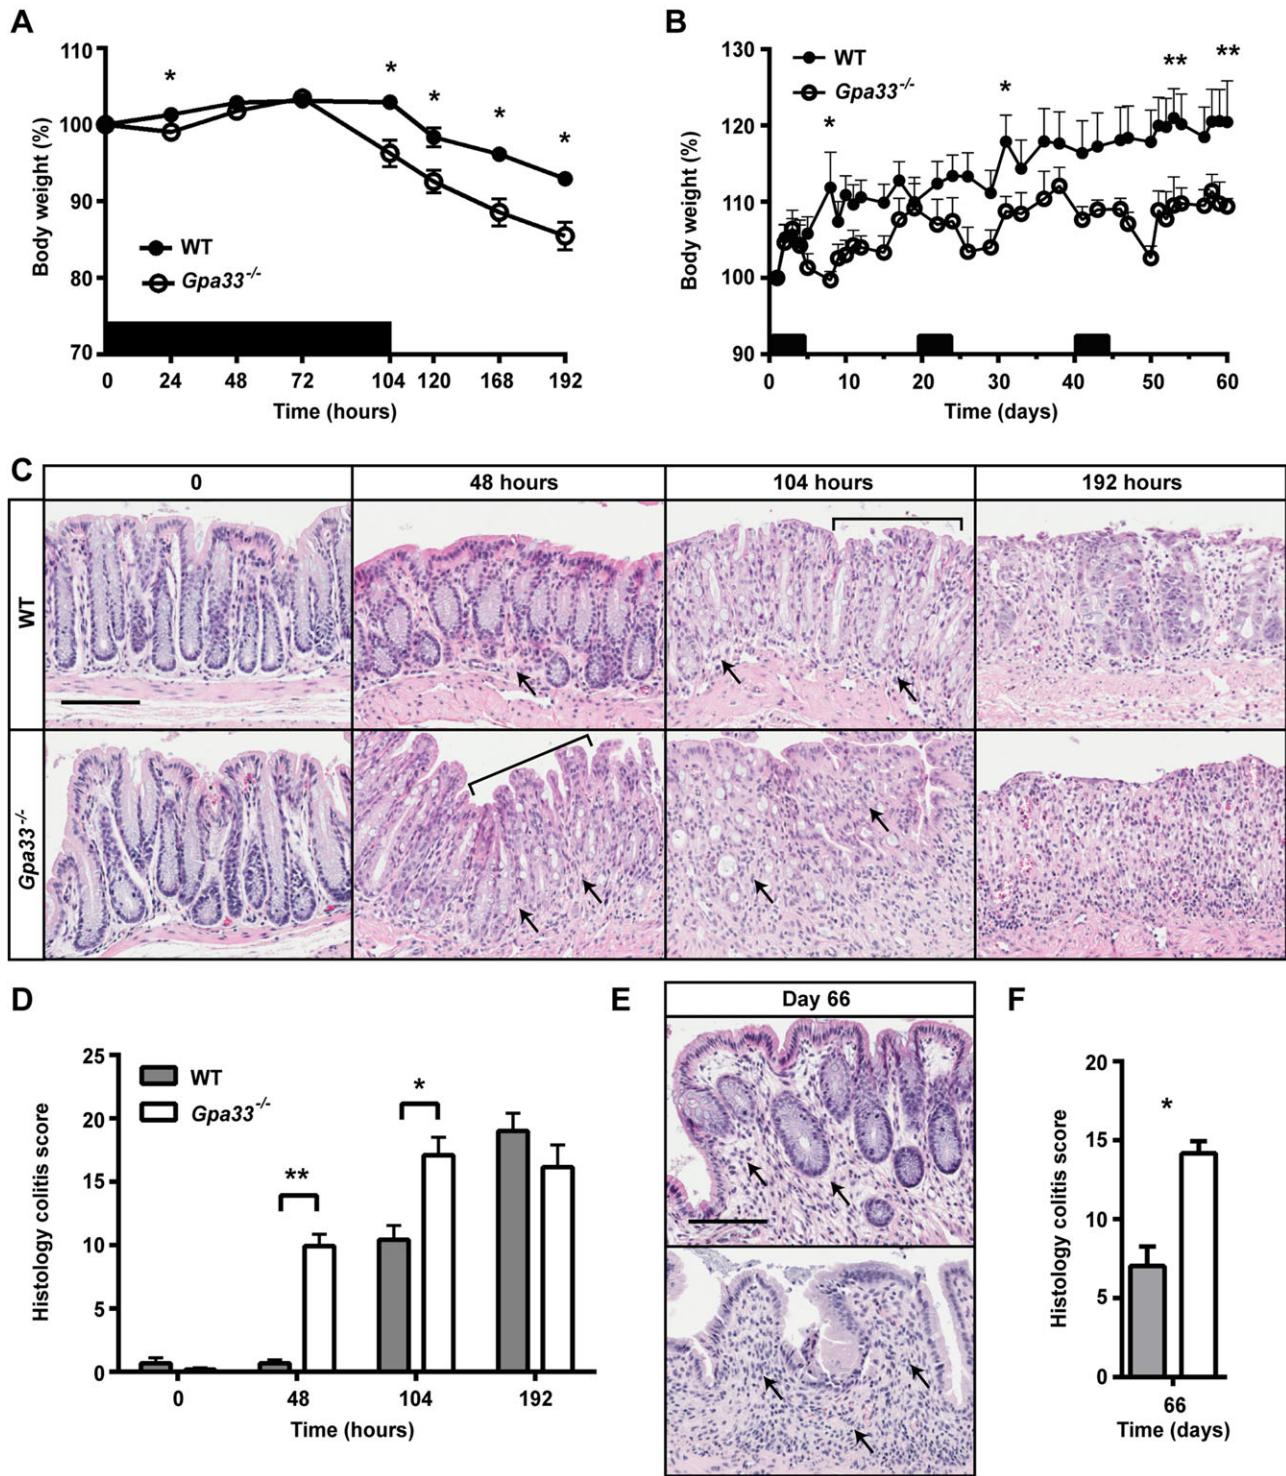 A
Body weight (%)
110
100
90
80
70
*
*
*
*
*
WT
Gpa33-/-
0 24 48 72 104 120 168 192
Time (hours)
B
Body weight (%)
130
120
110
100
90
WT
Gpa33-/-
*
*
**
**
0 10 20 30 40 50 60
Time (days)
C
0 48 hours 104 hours 192 hours
WT
Gpa33-/-
D
Histology colitis score
25
20
15
10
5
0
WT
Gpa33-/-
**
*
0 48 104 192
Time (hours)
E
Day 66
F
Histology colitis score
20
15
10
5
0
*
66
Time (days)